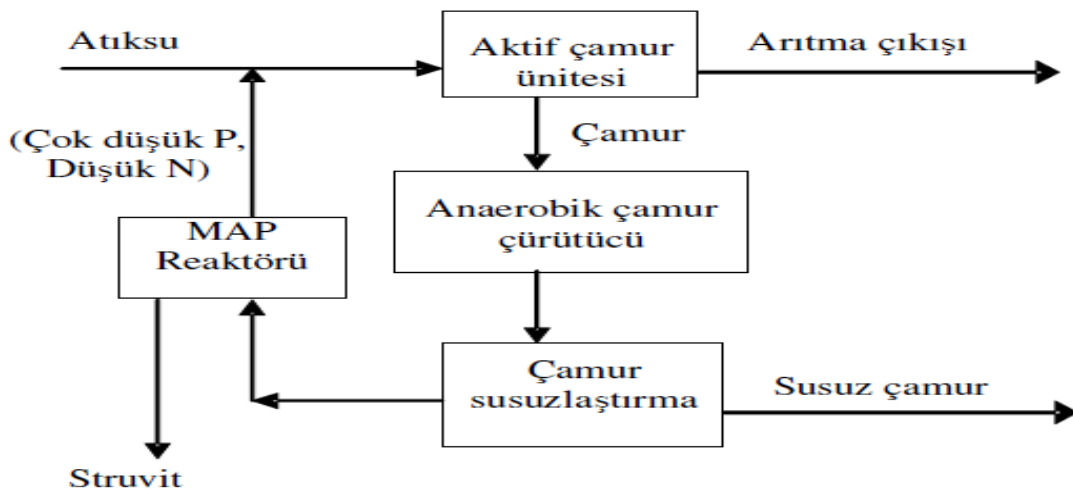 Atıksu
Aktif çamur
ünitesi
Arıtma çıkışı
(Çok düşük P,
Düşük N)
Çamur
Anaerobik çamur
çürütücü
MAP
Reaktörü
Çamur
susuzlaştırma
Susuz çamur
Struvit